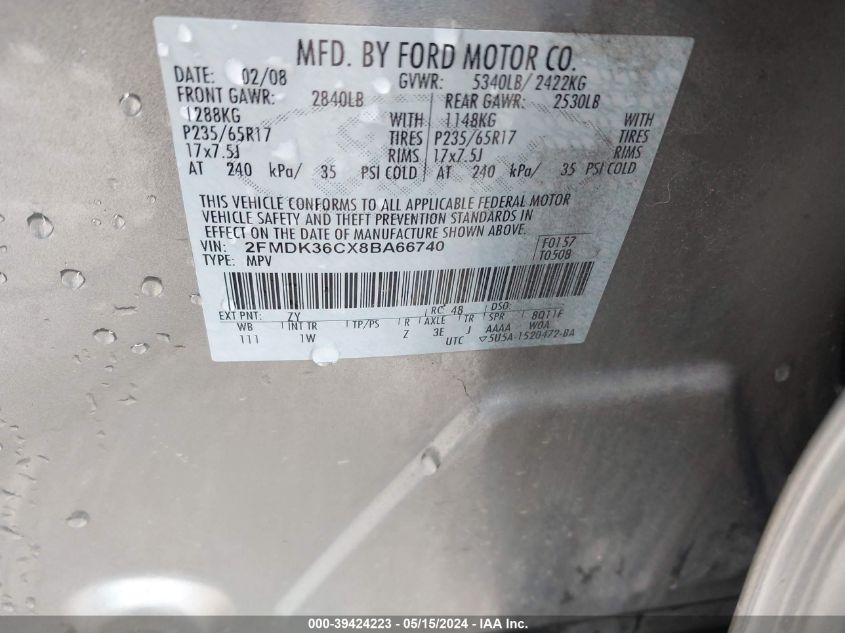 MFD. BY FORD MOTOR CO.
DATE: 02/08 GVWR: 5340LB/ 2422KG
FRONT GAWR: 2840LB REAR GAWR: 2530LB
1288KG WITH 1148KG WITH
P235/65R17 TIRES P235/65R17 TIRES
17x7.5J RIMS 17x7.5J RIMS
AT 240 kPa/ 35 PSI COLD AT 240 kPa/ 35 PSI COLD
THIS VEHICLE CONFORMS TO ALL APPLICABLE FEDERAL MOTOR
VEHICLE SAFETY AND THEFT PREVENTION STANDARDS IN
EFFECT ON THE DATE OF MANUFACTURE SHOWN ABOVE.
VIN: 2FMDK36CX8BA66740 F0157
TYPE: MPV T0508
EXT PNT: ZY RC: 48 DSO:
WB INT TR TP/PS R AXLE TR SPR 8Q11F
111 1W Z 3E J AAAA W0A
UTC ▽5U5A-1520472-BA
000-39424223 - 05/15/2024 - IAA Inc.